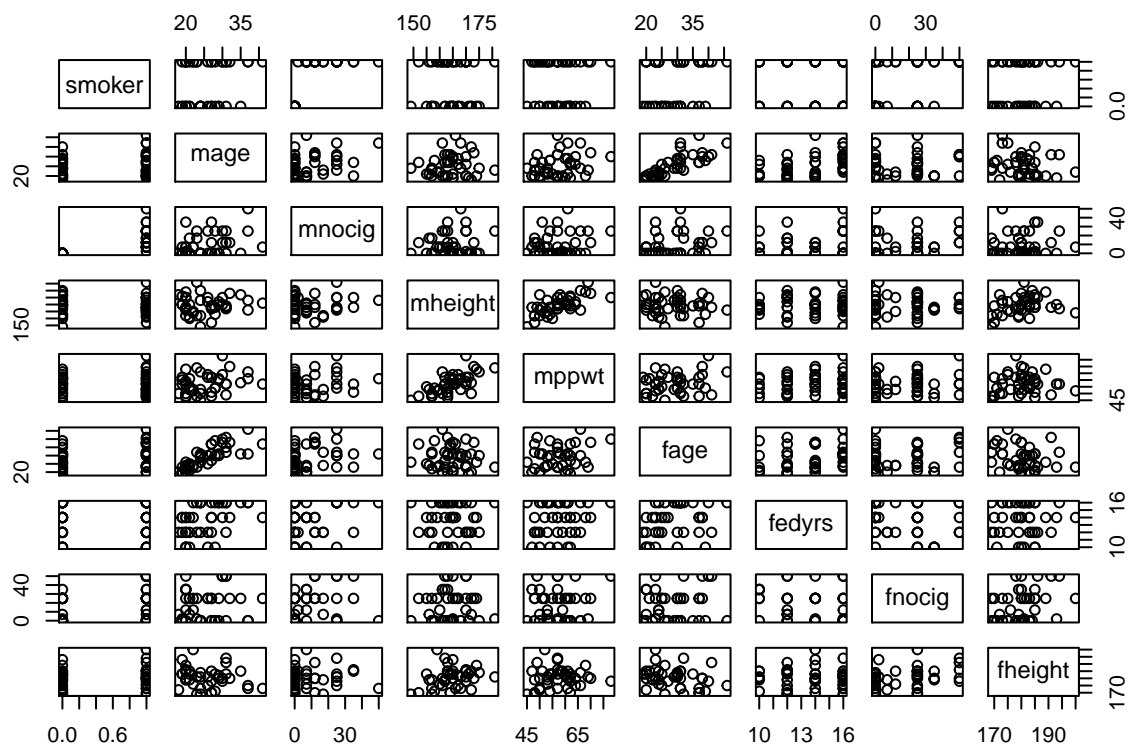 20 35 150 175 20 35 0 30
smoker 0.0
20 mage
mnocig 0 40
150 mheight
mppwt 45
20 fage
fedyrs 10 16
0 40 fnocig
fheight 170
0.0 0.6 0 30 45 65 10 13 16 170 190